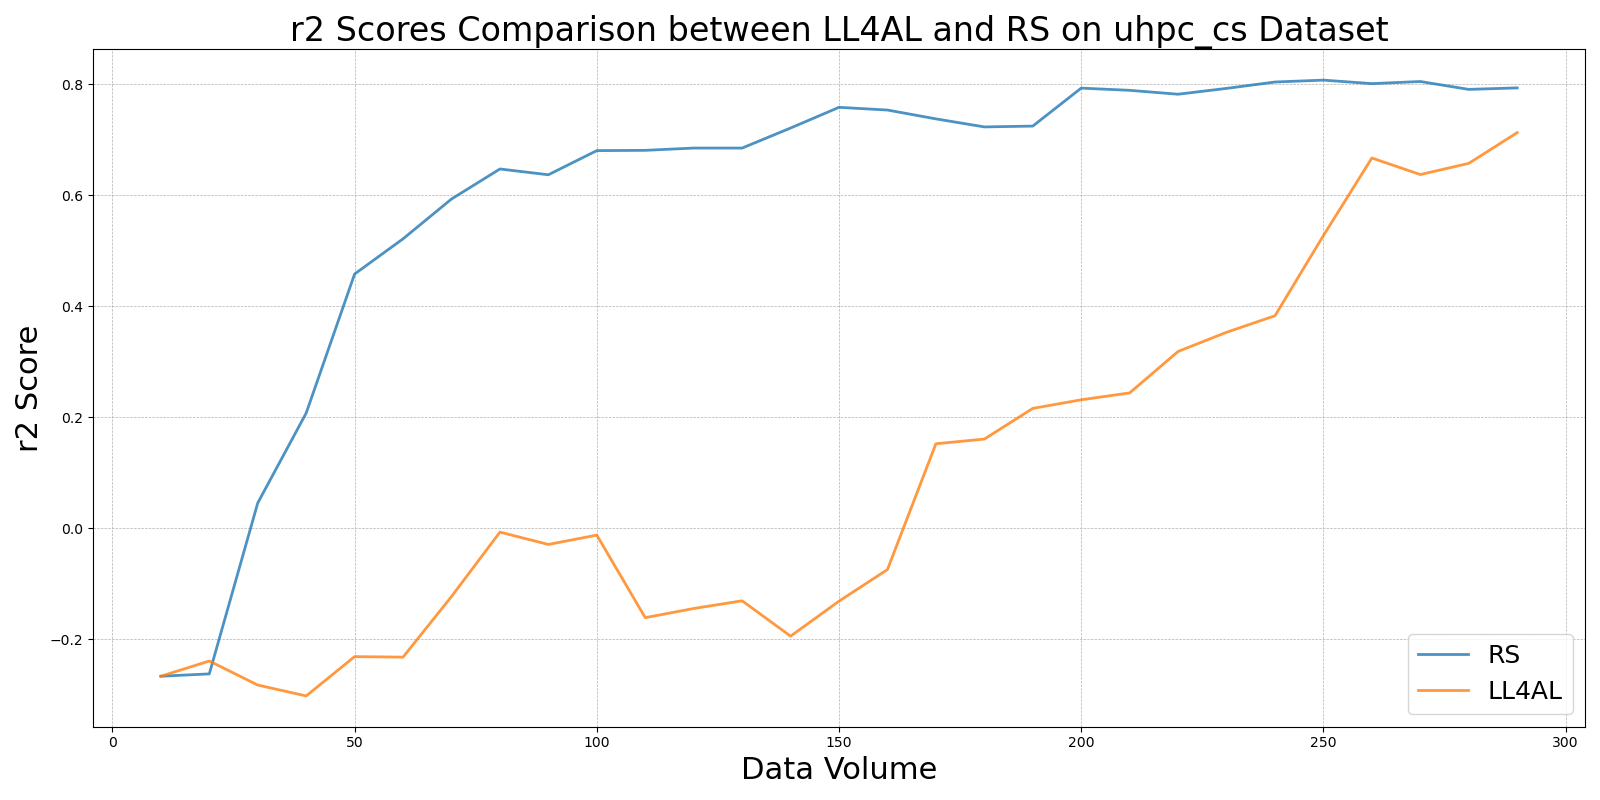 r2 Scores Comparison between LL4AL and RS on uhpc_cs Dataset
r2 Score
0.8
0.6
0.4
0.2
0.0
−0.2
RS
LL4AL
0 50 100 150 200 250 300
Data Volume